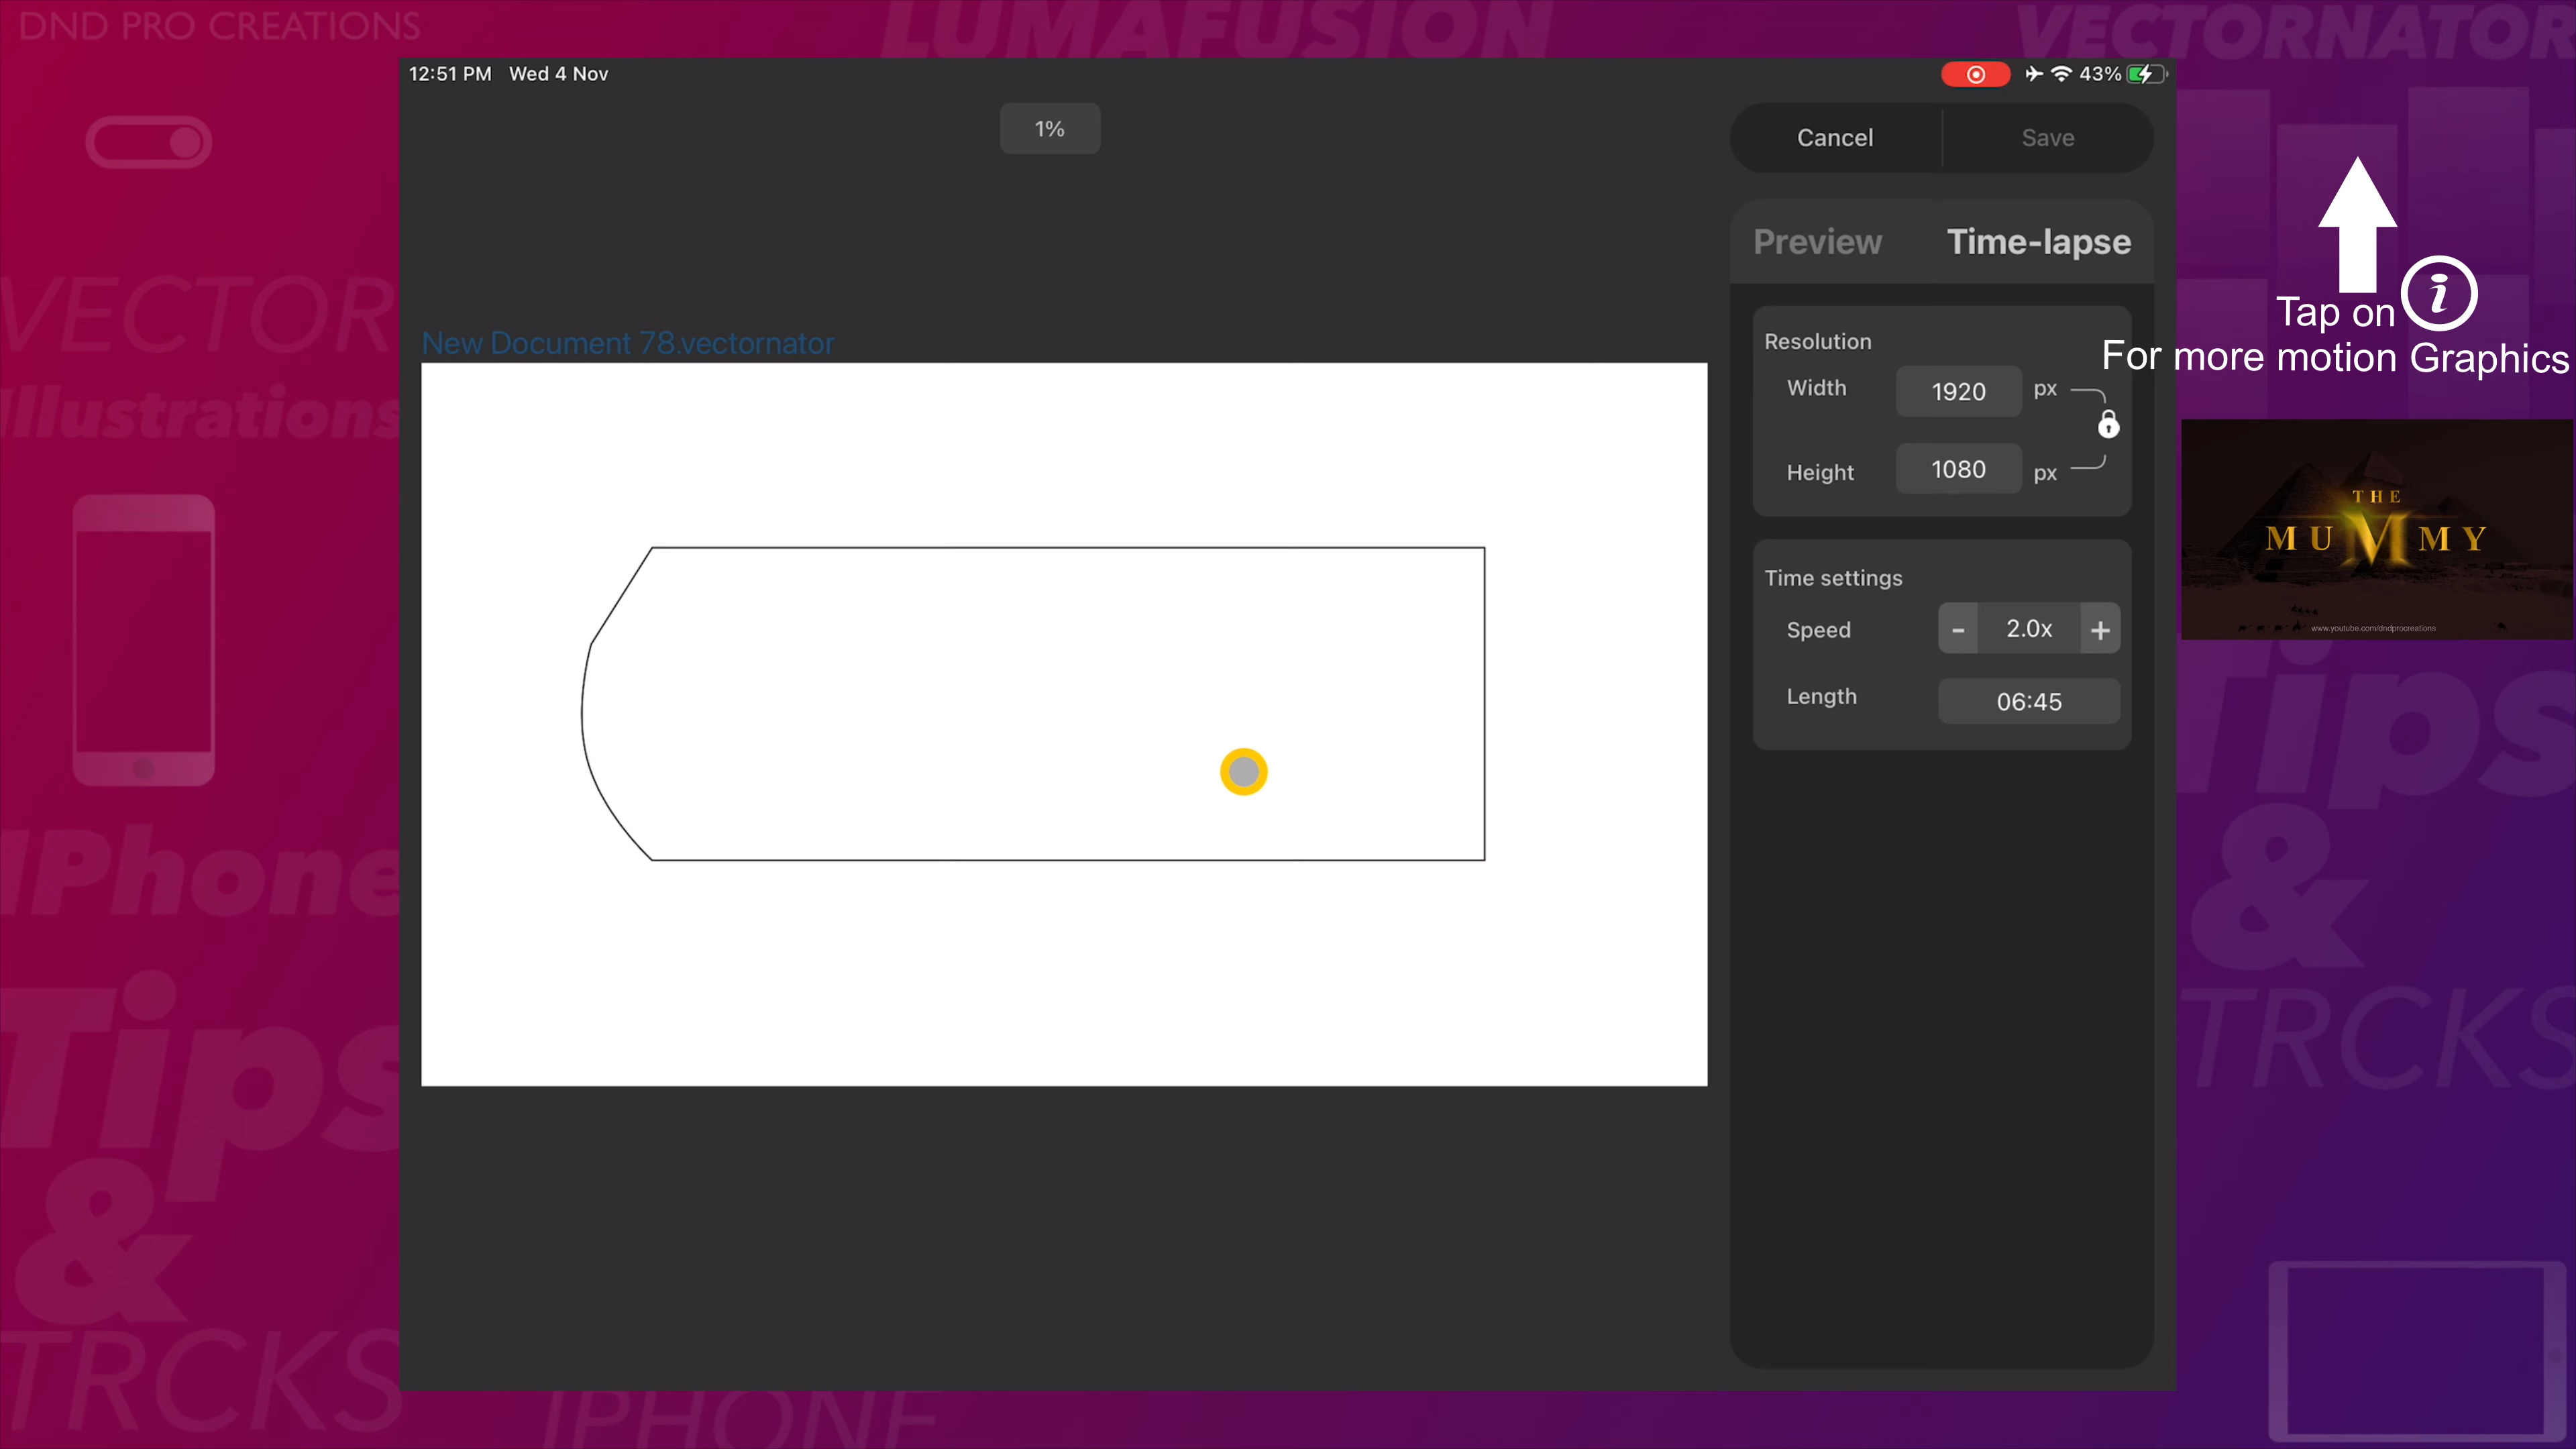 DND PRO CREATIONS
LUMAFUSION
VECTORNATOR
12:51 PM Wed 4 Nov
43%
1%
Cancel
Save
Preview
Time-lapse
Tap on i
For more motion Graphics
New Document 78.vectornator
Resolution
Width 1920 px
Height 1080 px
Time settings
Speed - 2.0x +
Length 06:45
THE
MUMMY
www.youtube.com/dndprocreations
VECTOR
Illustrations
IPhone
Tips
&
TRCKS
Tips
&
TRCKS
IPHONE